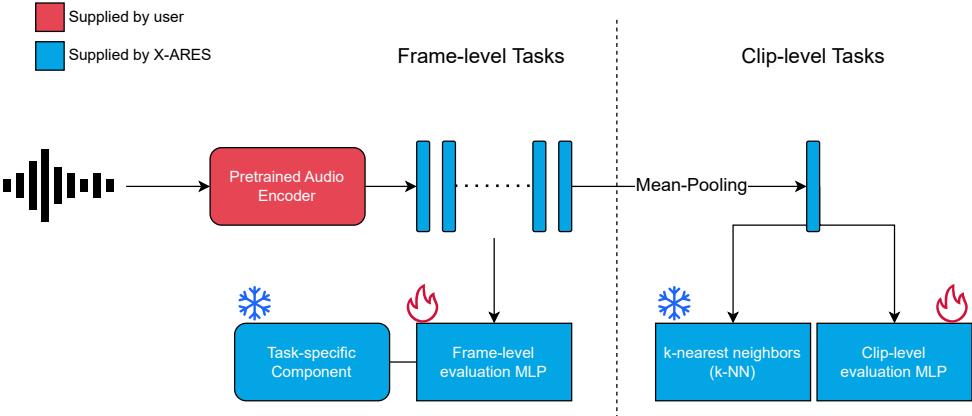 Supplied by user
Supplied by X-ARES
Frame-level Tasks
Clip-level Tasks
Pretrained Audio
Encoder
Mean-Pooling
Task-specific
Component
Frame-level
evaluation MLP
k-nearest neighbors
(k-NN)
Clip-level
evaluation MLP